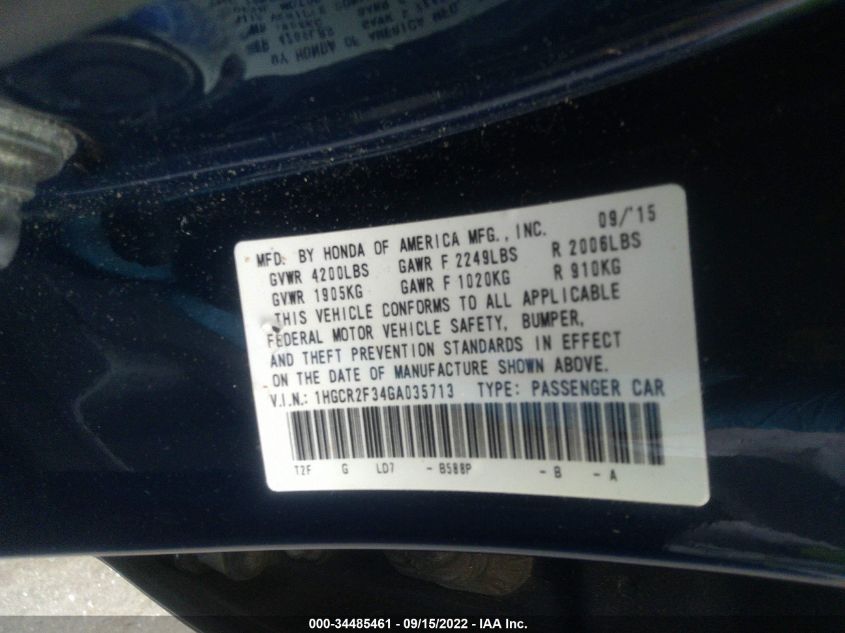 MFD. BY HONDA OF AMERICA MFG., INC. 09/'15
GVWR 4200LBS GAWR F 2249LBS R 2006LBS
GVWR 1905KG GAWR F 1020KG R 910KG
THIS VEHICLE CONFORMS TO ALL APPLICABLE
FEDERAL MOTOR VEHICLE SAFETY, BUMPER,
AND THEFT PREVENTION STANDARDS IN EFFECT
ON THE DATE OF MANUFACTURE SHOWN ABOVE.
V.I.N.: 1HGCR2F34GA035713 TYPE: PASSENGER CAR
T2F G LD7 - B588P - B - A
000-34485461 - 09/15/2022 - IAA Inc.